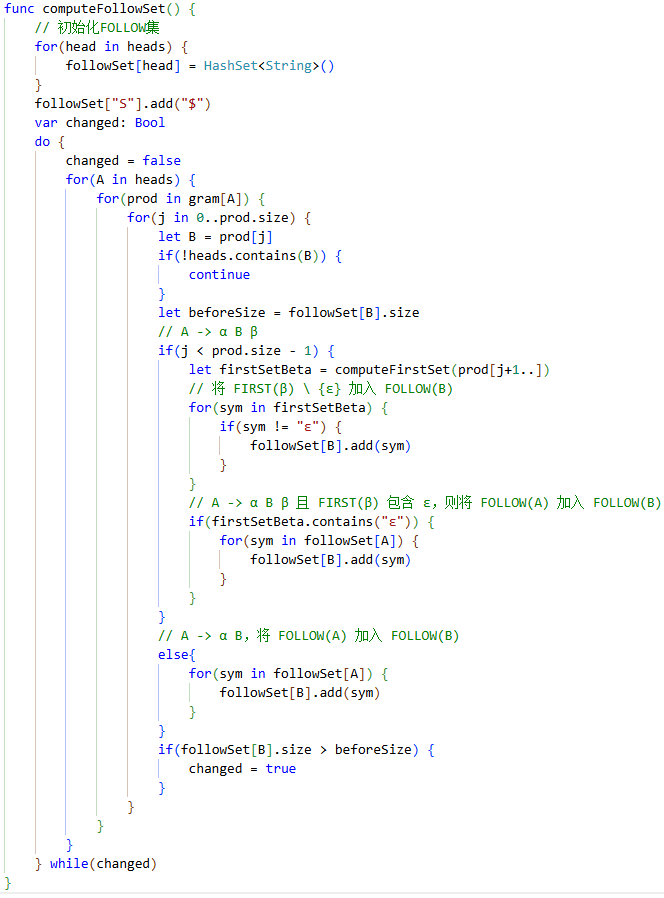 func computeFollowSet() {
    // 初始化FOLLOW集
    for(head in heads) {
        followSet[head] = HashSet<String>()
    }
    followSet["S"].add("$")
    var changed: Bool
    do {
        changed = false
        for(A in heads) {
            for(prod in gram[A]) {
                for(j in 0..prod.size) {
                    let B = prod[j]
                    if(!heads.contains(B)) {
                        continue
                    }
                    let beforeSize = followSet[B].size
                    // A -> α B β
                    if(j < prod.size - 1) {
                        let firstSetBeta = computeFirstSet(prod[j+1..])
                        // 将 FIRST(β) \ {ε} 加入 FOLLOW(B)
                        for(sym in firstSetBeta) {
                            if(sym != "ε") {
                                followSet[B].add(sym)
                            }
                        }
                        // A -> α B β 且 FIRST(β) 包含 ε，则将 FOLLOW(A) 加入 FOLLOW(B)
                        if(firstSetBeta.contains("ε")) {
                            for(sym in followSet[A]) {
                                followSet[B].add(sym)
                            }
                        }
                    }
                    // A -> α B，将 FOLLOW(A) 加入 FOLLOW(B)
                    else{
                        for(sym in followSet[A]) {
                            followSet[B].add(sym)
                        }
                    }
                    if(followSet[B].size > beforeSize) {
                        changed = true
                    }
                }
            }
        }
    } while(changed)
}